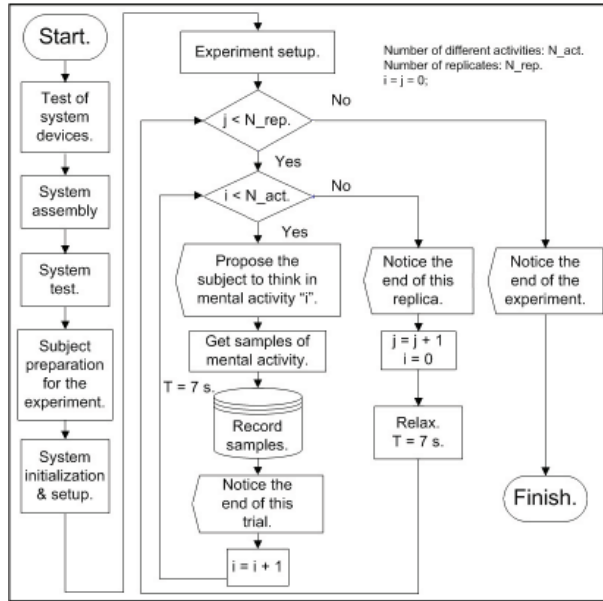 Start.
Test of
system
devices.
System
assembly
System
test.
Subject
preparation
for the
experiment.
System
initialization
& setup.
Experiment setup.
Number of different activities: N_act.
Number of replicates: N_rep.
i = j = 0;
j < N_rep.
No
Yes
i < N_act.
No
Yes
Propose the
subject to think in
mental activity “i”.
Get samples of
mental activity.
T = 7 s.
Record
samples.
Notice the
end of this
trial.
i = i + 1
Notice the
end of this
replica.
j = j + 1
i = 0
Relax.
T = 7 s.
Notice the
end of the
experiment.
Finish.